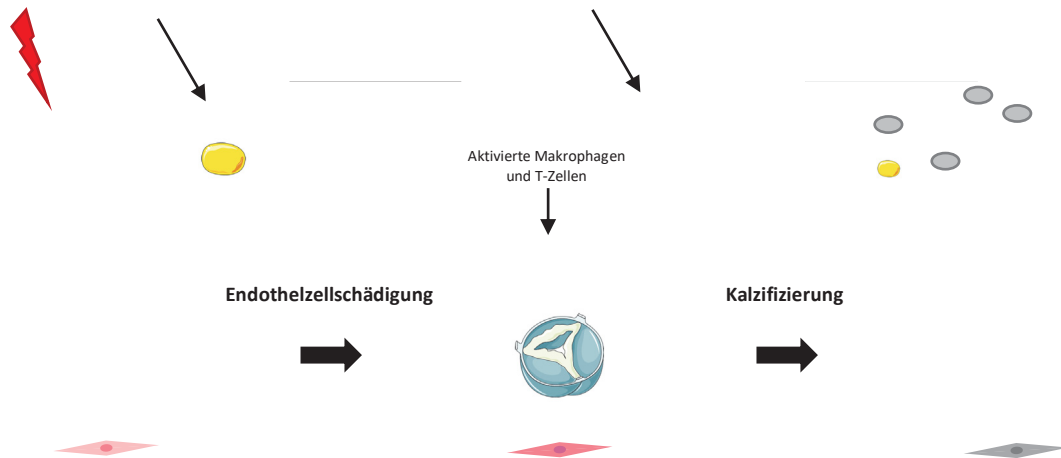 Aktivierte Makrophagen
und T-Zellen
Endothelzellschädigung
Kalzifizierung